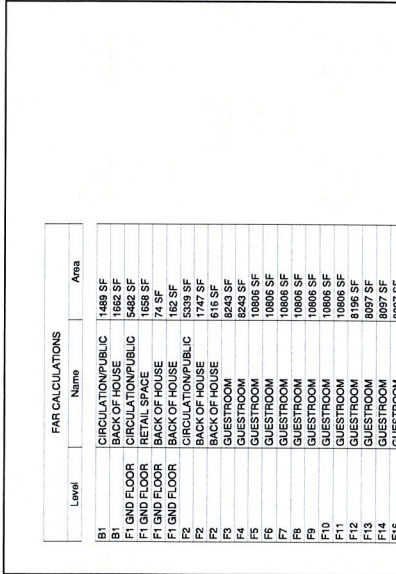 FAR CALCULATIONS
Level Name Area
B1 CIRCULATION/PUBLIC 1489 SF
B1 BACK OF HOUSE 1662 SF
F1 GND FLOOR CIRCULATION/PUBLIC 5482 SF
F1 GND FLOOR RETAIL SPACE 1658 SF
F1 GND FLOOR BACK OF HOUSE 74 SF
F1 GND FLOOR BACK OF HOUSE 162 SF
F2 CIRCULATION/PUBLIC 5339 SF
F2 BACK OF HOUSE 1747 SF
F2 BACK OF HOUSE 616 SF
F3 GUESTROOM 8243 SF
F4 GUESTROOM 8243 SF
F5 GUESTROOM 10806 SF
F6 GUESTROOM 10806 SF
F7 GUESTROOM 10806 SF
F8 GUESTROOM 10806 SF
F9 GUESTROOM 10806 SF
F10 GUESTROOM 10806 SF
F11 GUESTROOM 10806 SF
F12 GUESTROOM 8196 SF
F13 GUESTROOM 8097 SF
F14 GUESTROOM 8097 SF
F15 GUESTROOM 8097 SF